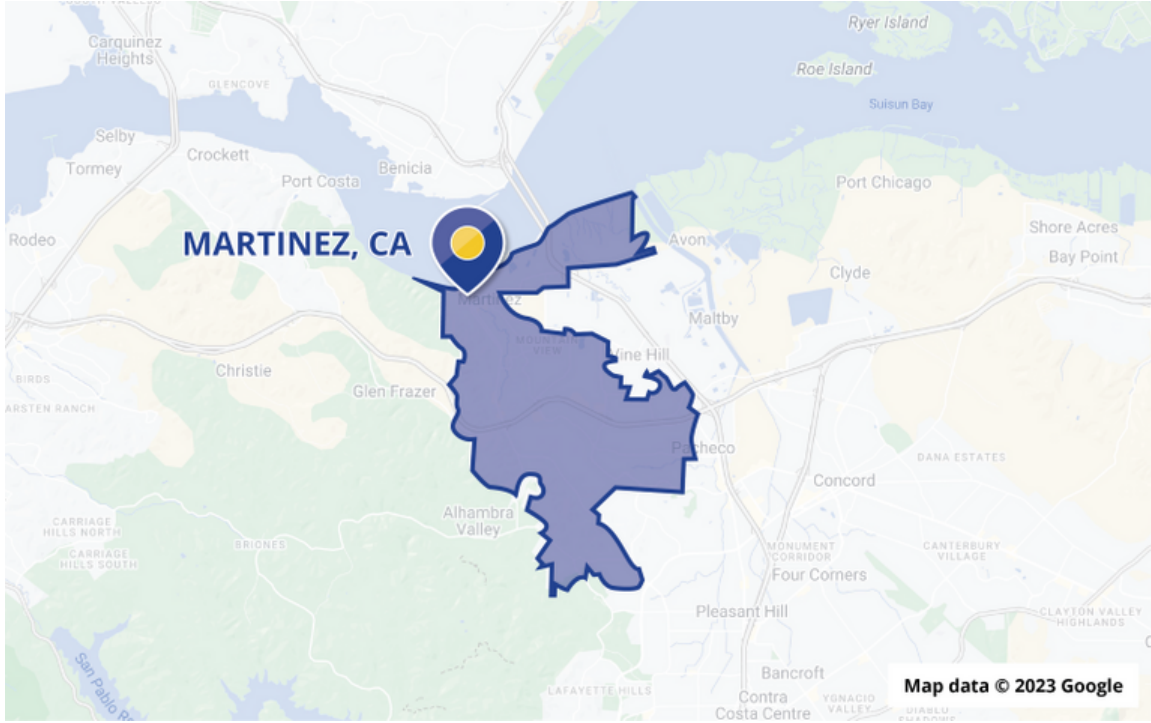 Ryer Island
Carquinez
Heights
Roe Island
GLENCOVE
Suisun Bay
Selby
Crockett
Tormey
Benicia
Port Costa
Port Chicago
Rodeo
MARTINEZ, CA
Avon
Shore Acres
Bay Point
Clyde
Martinez
Maltby
MOUNTAIN
VIEW
Vine Hill
Christie
BIRDS
Glen Frazer
ARSTEN RANCH
Pacheco
DANA ESTATES
Concord
Alhambra
Valley
CARRIAGE
HILLS NORTH
BRIONES
CARRIAGE
HILLS SOUTH
MONUMENT
CORRIDOR
CANTERBURY
VILLAGE
Four Corners
Pleasant Hill
CLAYTON VALLEY
HIGHLANDS
San Pablo R
Bancroft
LAFAYETTE HILLS
Contra
Costa Centre
YGNACIO
VALLEY
Map data © 2023 Google